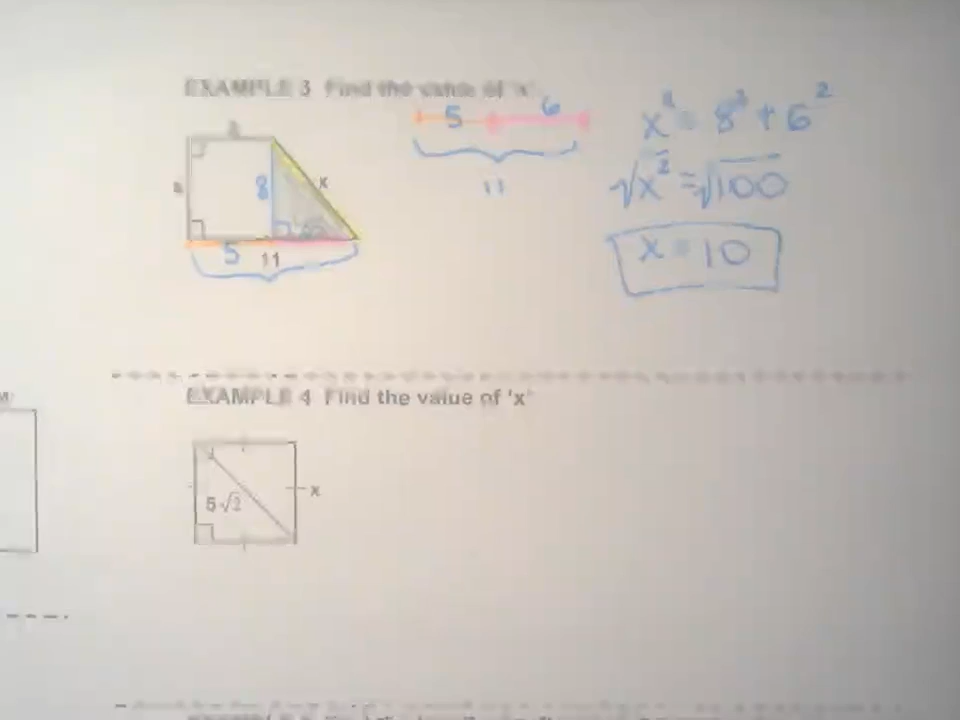 EXAMPLE 3 Find the value of 'x'
5 6
11
x² = 8² + 6²
√x² = √100
x = 10
8 x
5 11
EXAMPLE 4 Find the value of 'x'
5√2 x